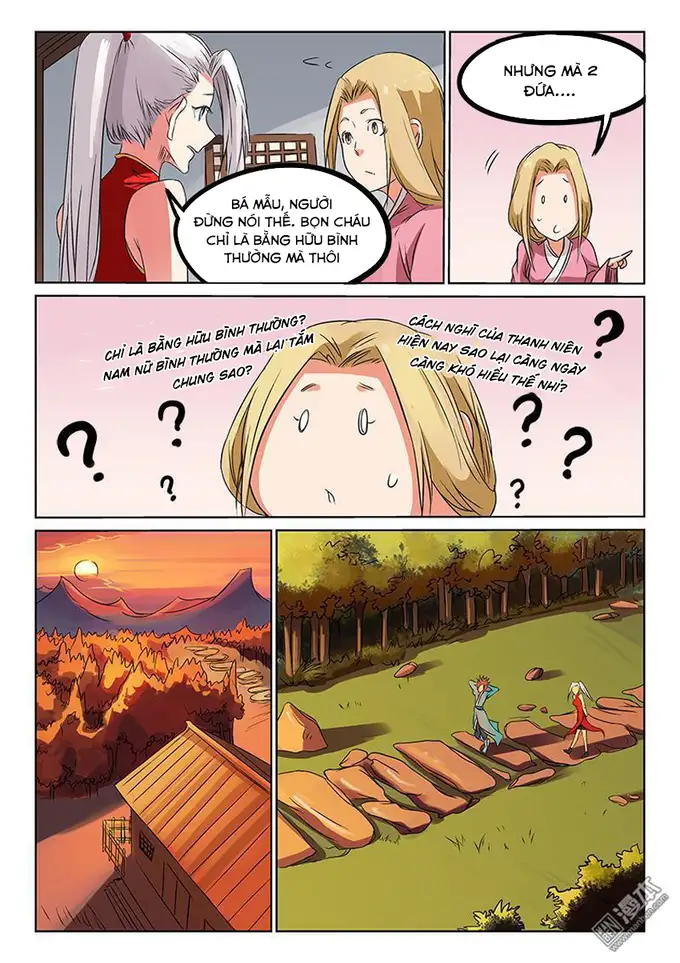 BÁ MẪU, NGƯỜI
ĐỪNG NÓI THẾ. BỌN CHÁU
CHỈ LÀ BẰNG HỮU BÌNH
THƯỜNG MÀ THÔI
NHƯNG MÀ 2
ĐỨA....
CHỈ LÀ BẰNG HỮU BÌNH THƯỜNG?
NAM NỮ BÌNH THƯỜNG MÀ LẠI TẮM
CHUNG SAO?
CÁCH NGHĨ CỦA THANH NIÊN
HIỆN NAY SAO LẠI CÀNG NGÀY
CÀNG KHÓ HIỂU THẾ NHỈ?
?
?
?
?
?
?
?
?
漫本